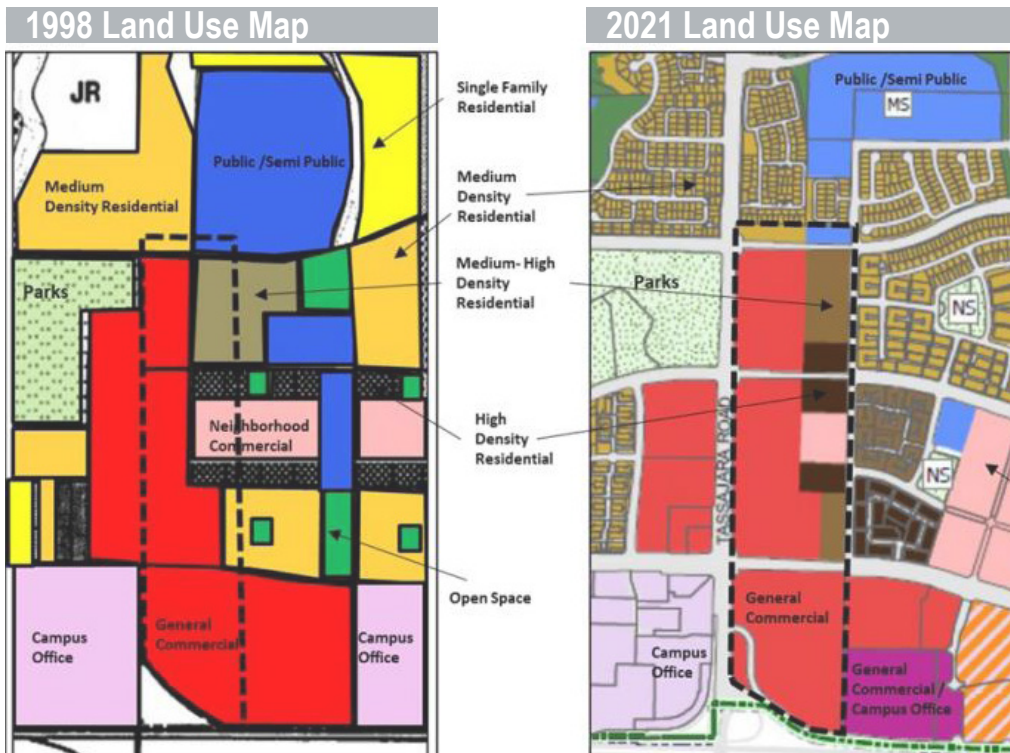 1998 Land Use Map
2021 Land Use Map
JR
Medium
Density Residential
Public /Semi Public
Parks
Neighborhood
Commercial
Campus
Office
General
Commercial
Campus
Office
Single Family
Residential
Medium
Density
Residential
Medium- High
Density
Residential
High
Density
Residential
Open Space
Public /Semi Public
MS
Parks
NS
TASSAJARA ROAD
NS
General
Commercial
Campus
Office
General
Commercial /
Campus Office